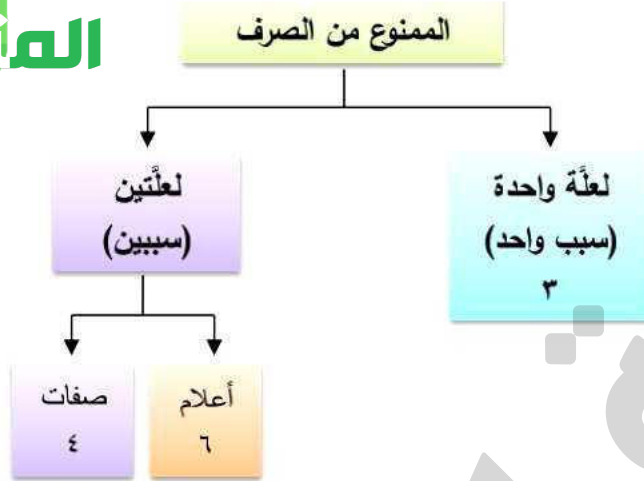 الممنوع من الصرف
لعلَّة واحدة
(سبب واحد)
٣
لعلَّتين
(سببين)
أعلام
٦
صفات
٤